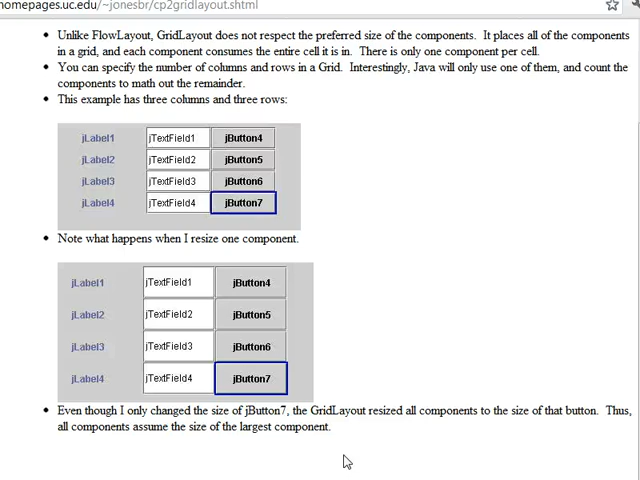 homepages.uc.edu/~jonesbr/cp2gridlayout.shtml
Unlike FlowLayout, GridLayout does not respect the preferred size of the components.  It places all of the components
in a grid, and each component consumes the entire cell it is in.  There is only one component per cell.
You can specify the number of columns and rows in a Grid.  Interestingly, Java will only use one of them, and count the
components to math out the remainder.
This example has three columns and three rows:
jLabel1 jTextField1 jButton4
jLabel2 jTextField2 jButton5
jLabel3 jTextField3 jButton6
jLabel4 jTextField4 jButton7
Note what happens when I resize one component.
jLabel1 jTextField1 jButton4
jLabel2 jTextField2 jButton5
jLabel3 jTextField3 jButton6
jLabel4 jTextField4 jButton7
Even though I only changed the size of jButton7, the GridLayout resized all components to the size of that button.  Thus,
all components assume the size of the largest component.